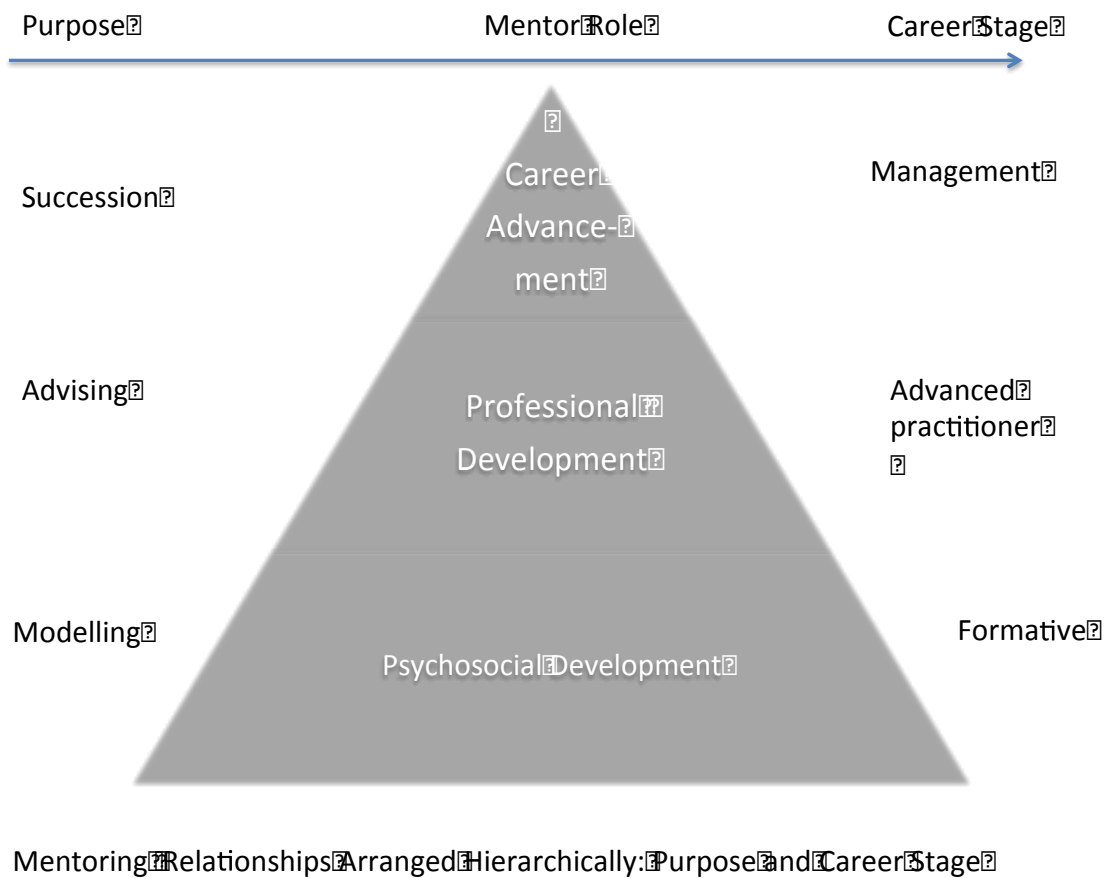 Purpose Mentor Role Career Stage
Succession
Career
Advance-
ment
Management
Advising
Professional
Development
Advanced
practitioner
Modelling
Psychosocial Development
Formative
Mentoring Relationships Arranged Hierarchically: Purpose and Career Stage